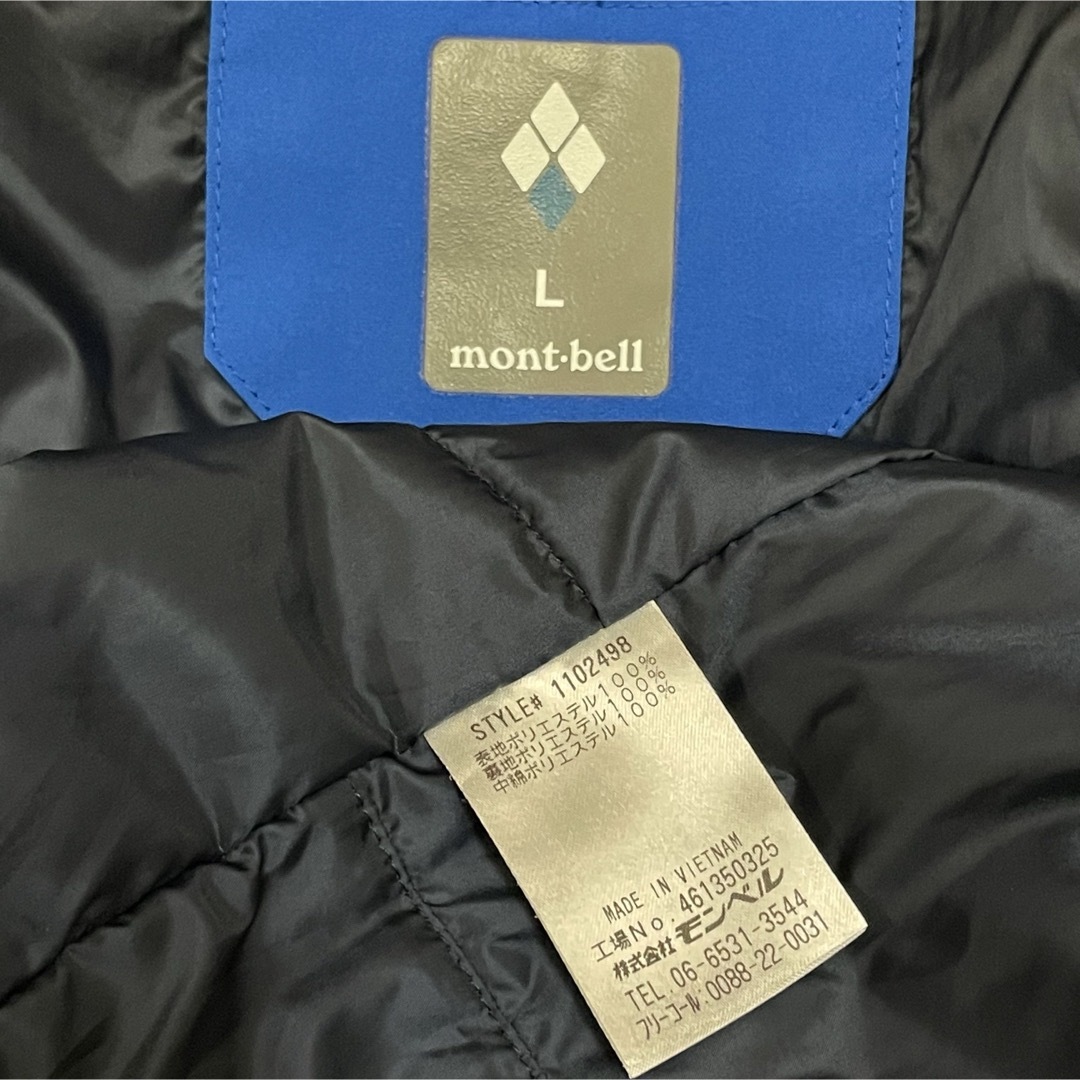 L
mont·bell
STYLE# 1102498
表地ポリエステル100%
裏地ポリエステル100%
中綿ポリエステル100%
MADE IN VIETNAM
工場No.461350325
株式会社モンベル
TEL.06-6531-3544
フリーコール:0088-22-0031